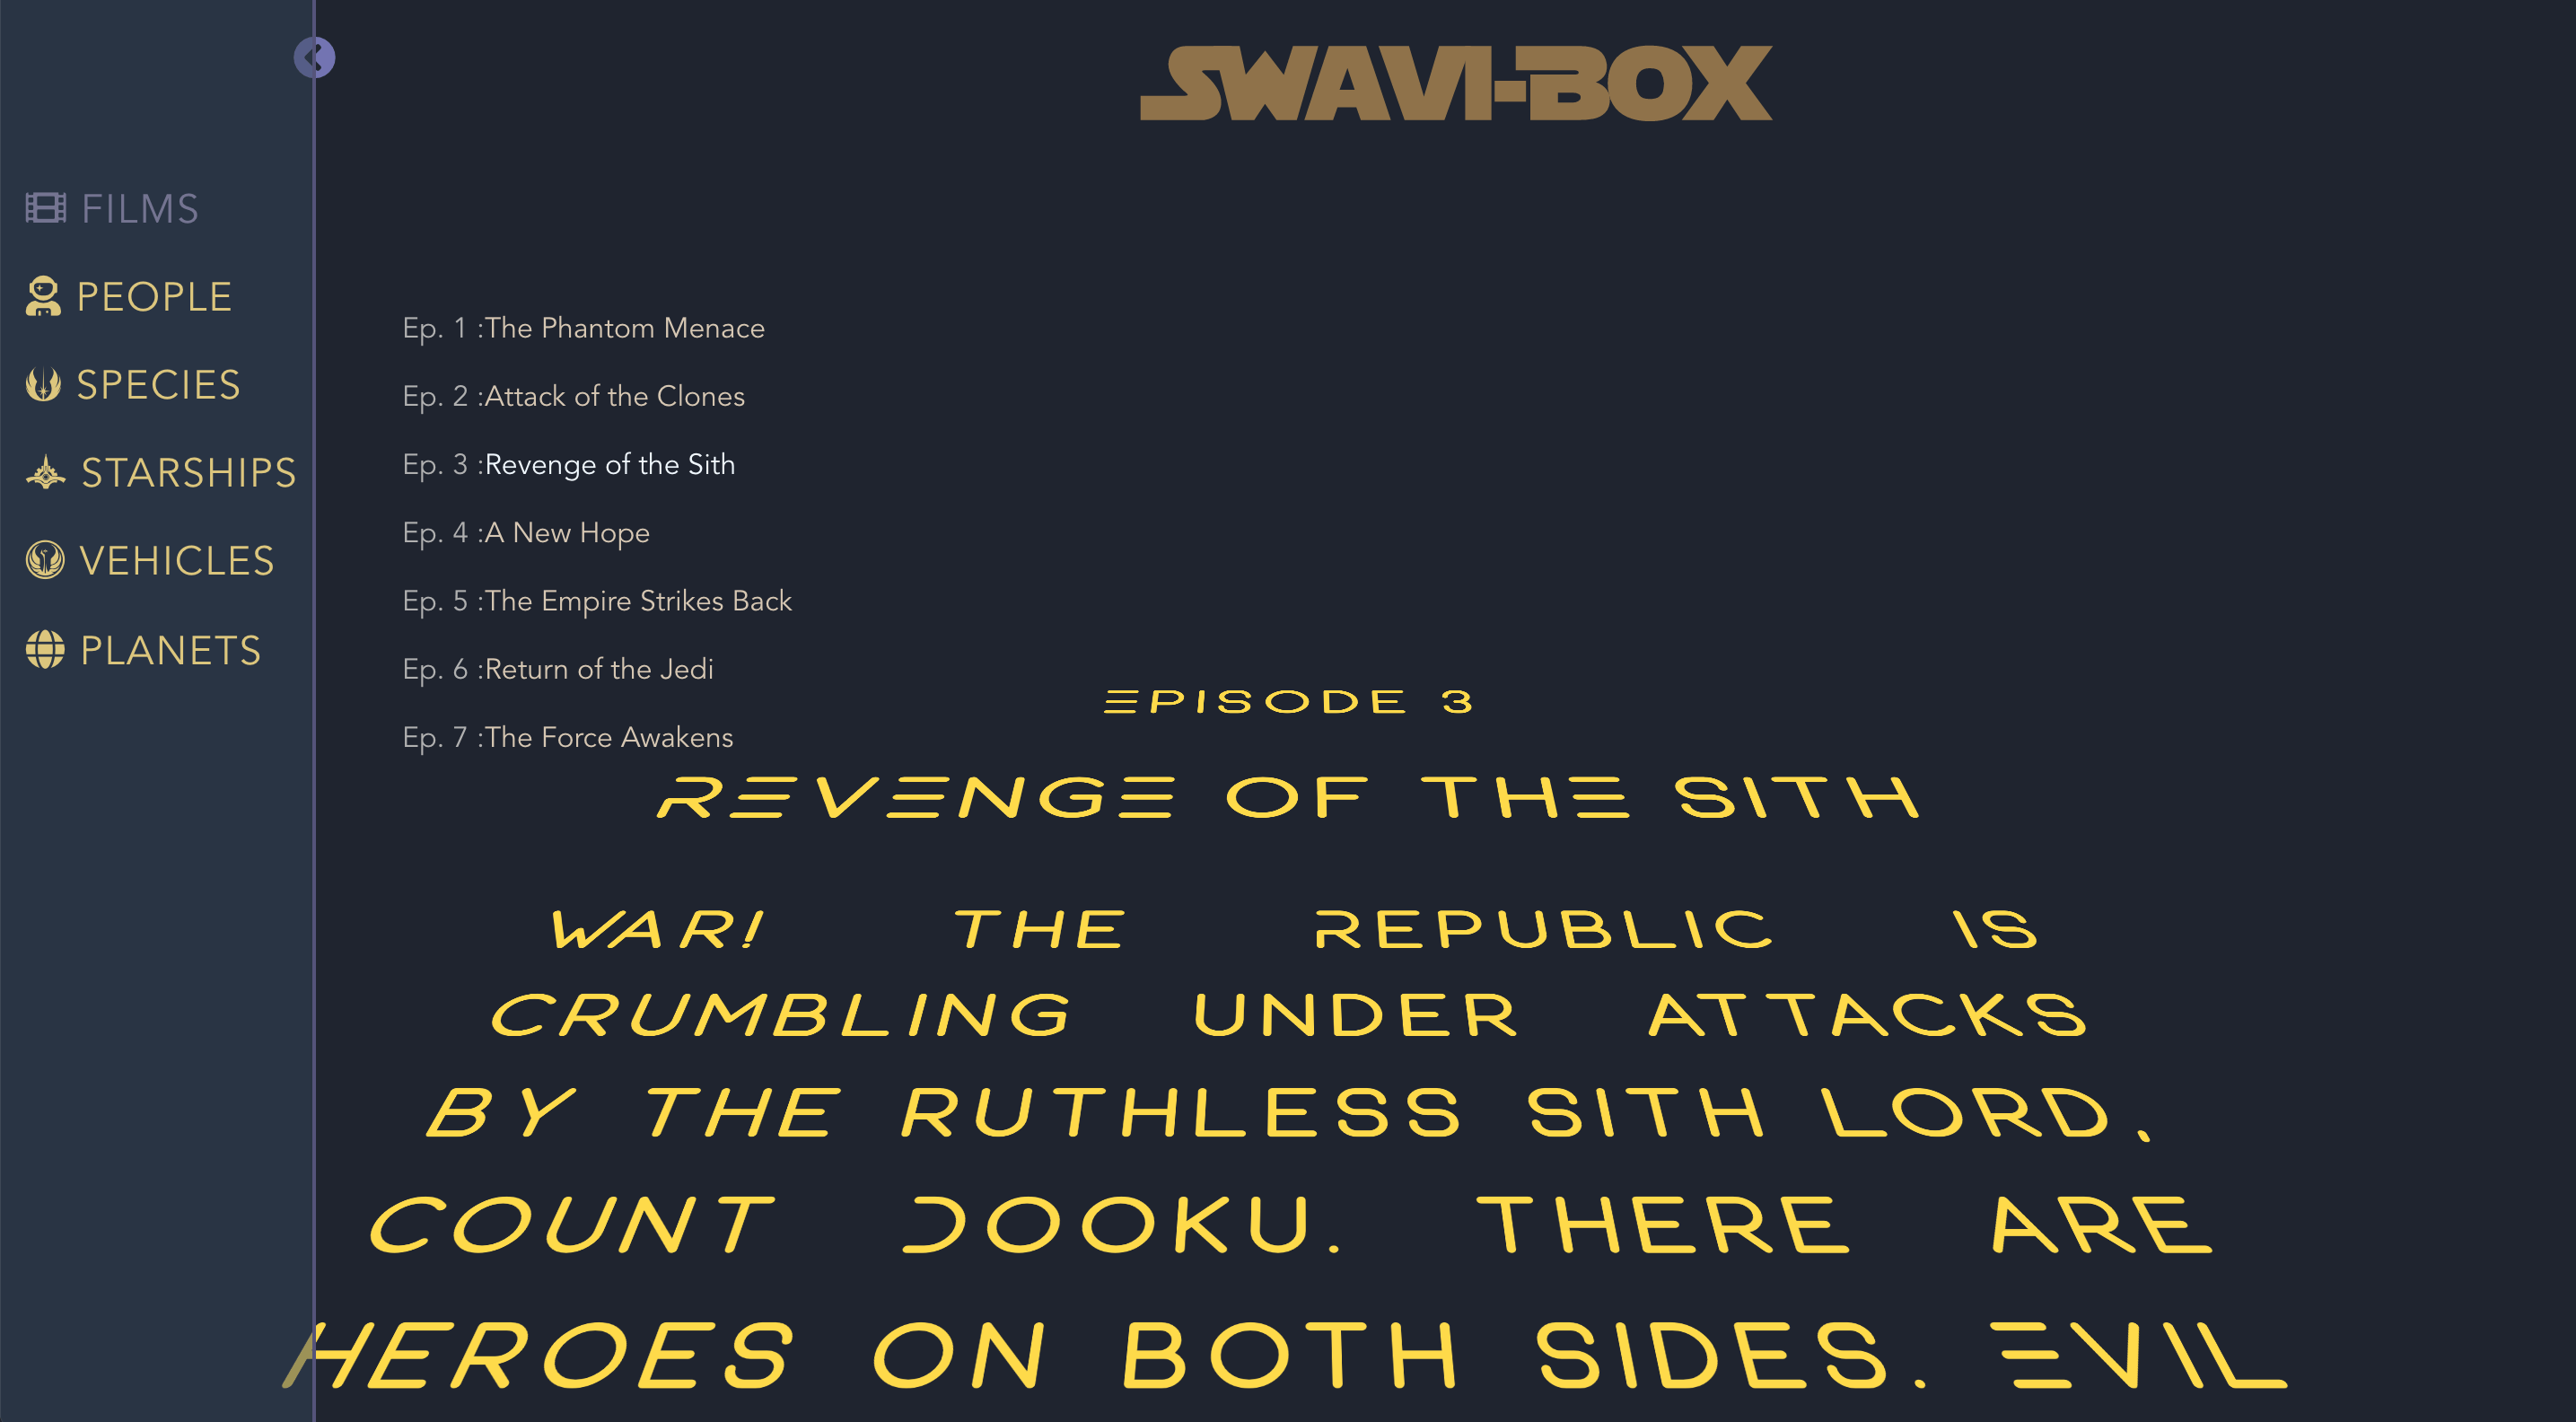 SWAVI-BOX
FILMS
PEOPLE
SPECIES
STARSHIPS
VEHICLES
PLANETS
Ep. 1 :The Phantom Menace
Ep. 2 :Attack of the Clones
Ep. 3 :Revenge of the Sith
Ep. 4 :A New Hope
Ep. 5 :The Empire Strikes Back
Ep. 6 :Return of the Jedi
Ep. 7 :The Force Awakens
EPISODE 3
REVENGE OF THE SITH
WAR! THE REPUBLIC IS
CRUMBLING UNDER ATTACKS
BY THE RUTHLESS SITH LORD,
COUNT DOOKU. THERE ARE
HEROES ON BOTH SIDES. EVIL